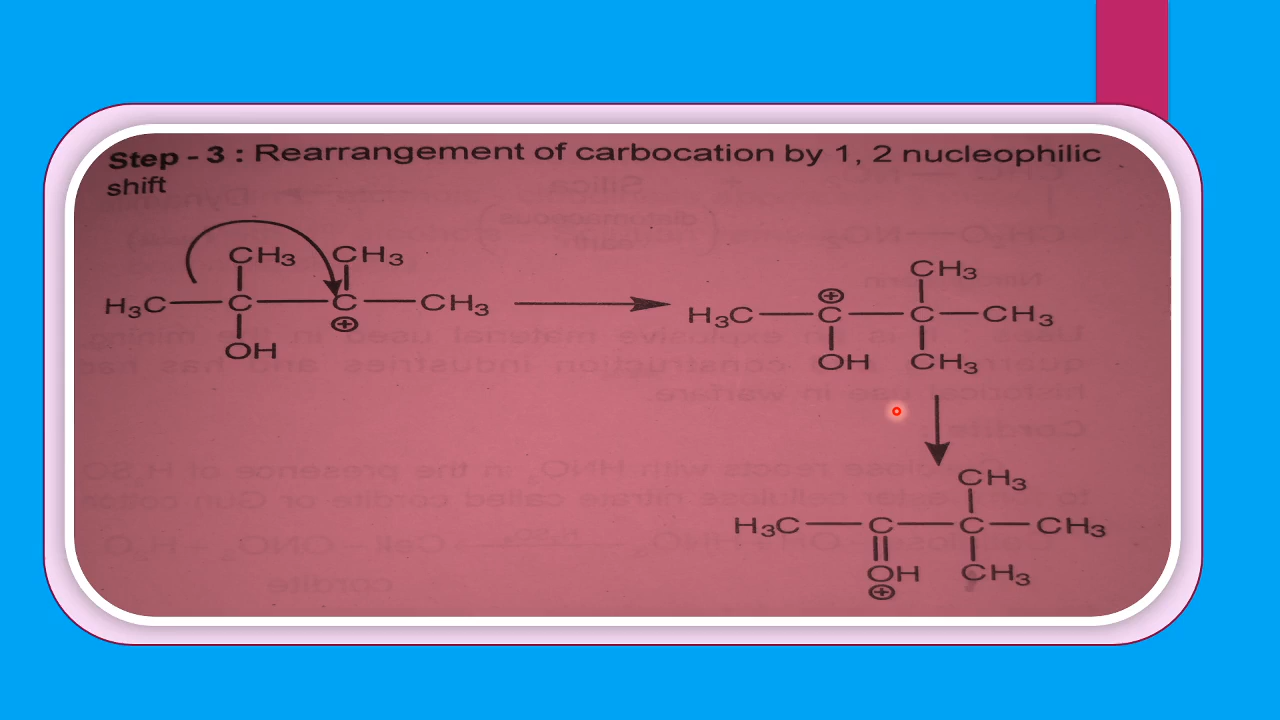 Step - 3 : Rearrangement of carbocation by 1, 2 nucleophilic
shift
CH₃ CH₃
H₃C — C — C — CH₃
⊕
OH
CH₃
⊕
H₃C — C — C — CH₃
OH CH₃
CH₃
H₃C — C — C — CH₃
OH CH₃
⊕